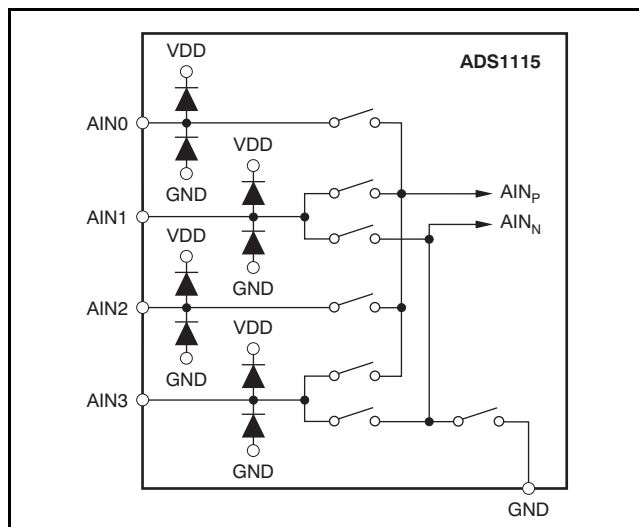 VDD
ADS1115
AIN0
GND
VDD
AINP
AIN1
AINN
VDD
GND
AIN2
VDD
GND
AIN3
GND
GND